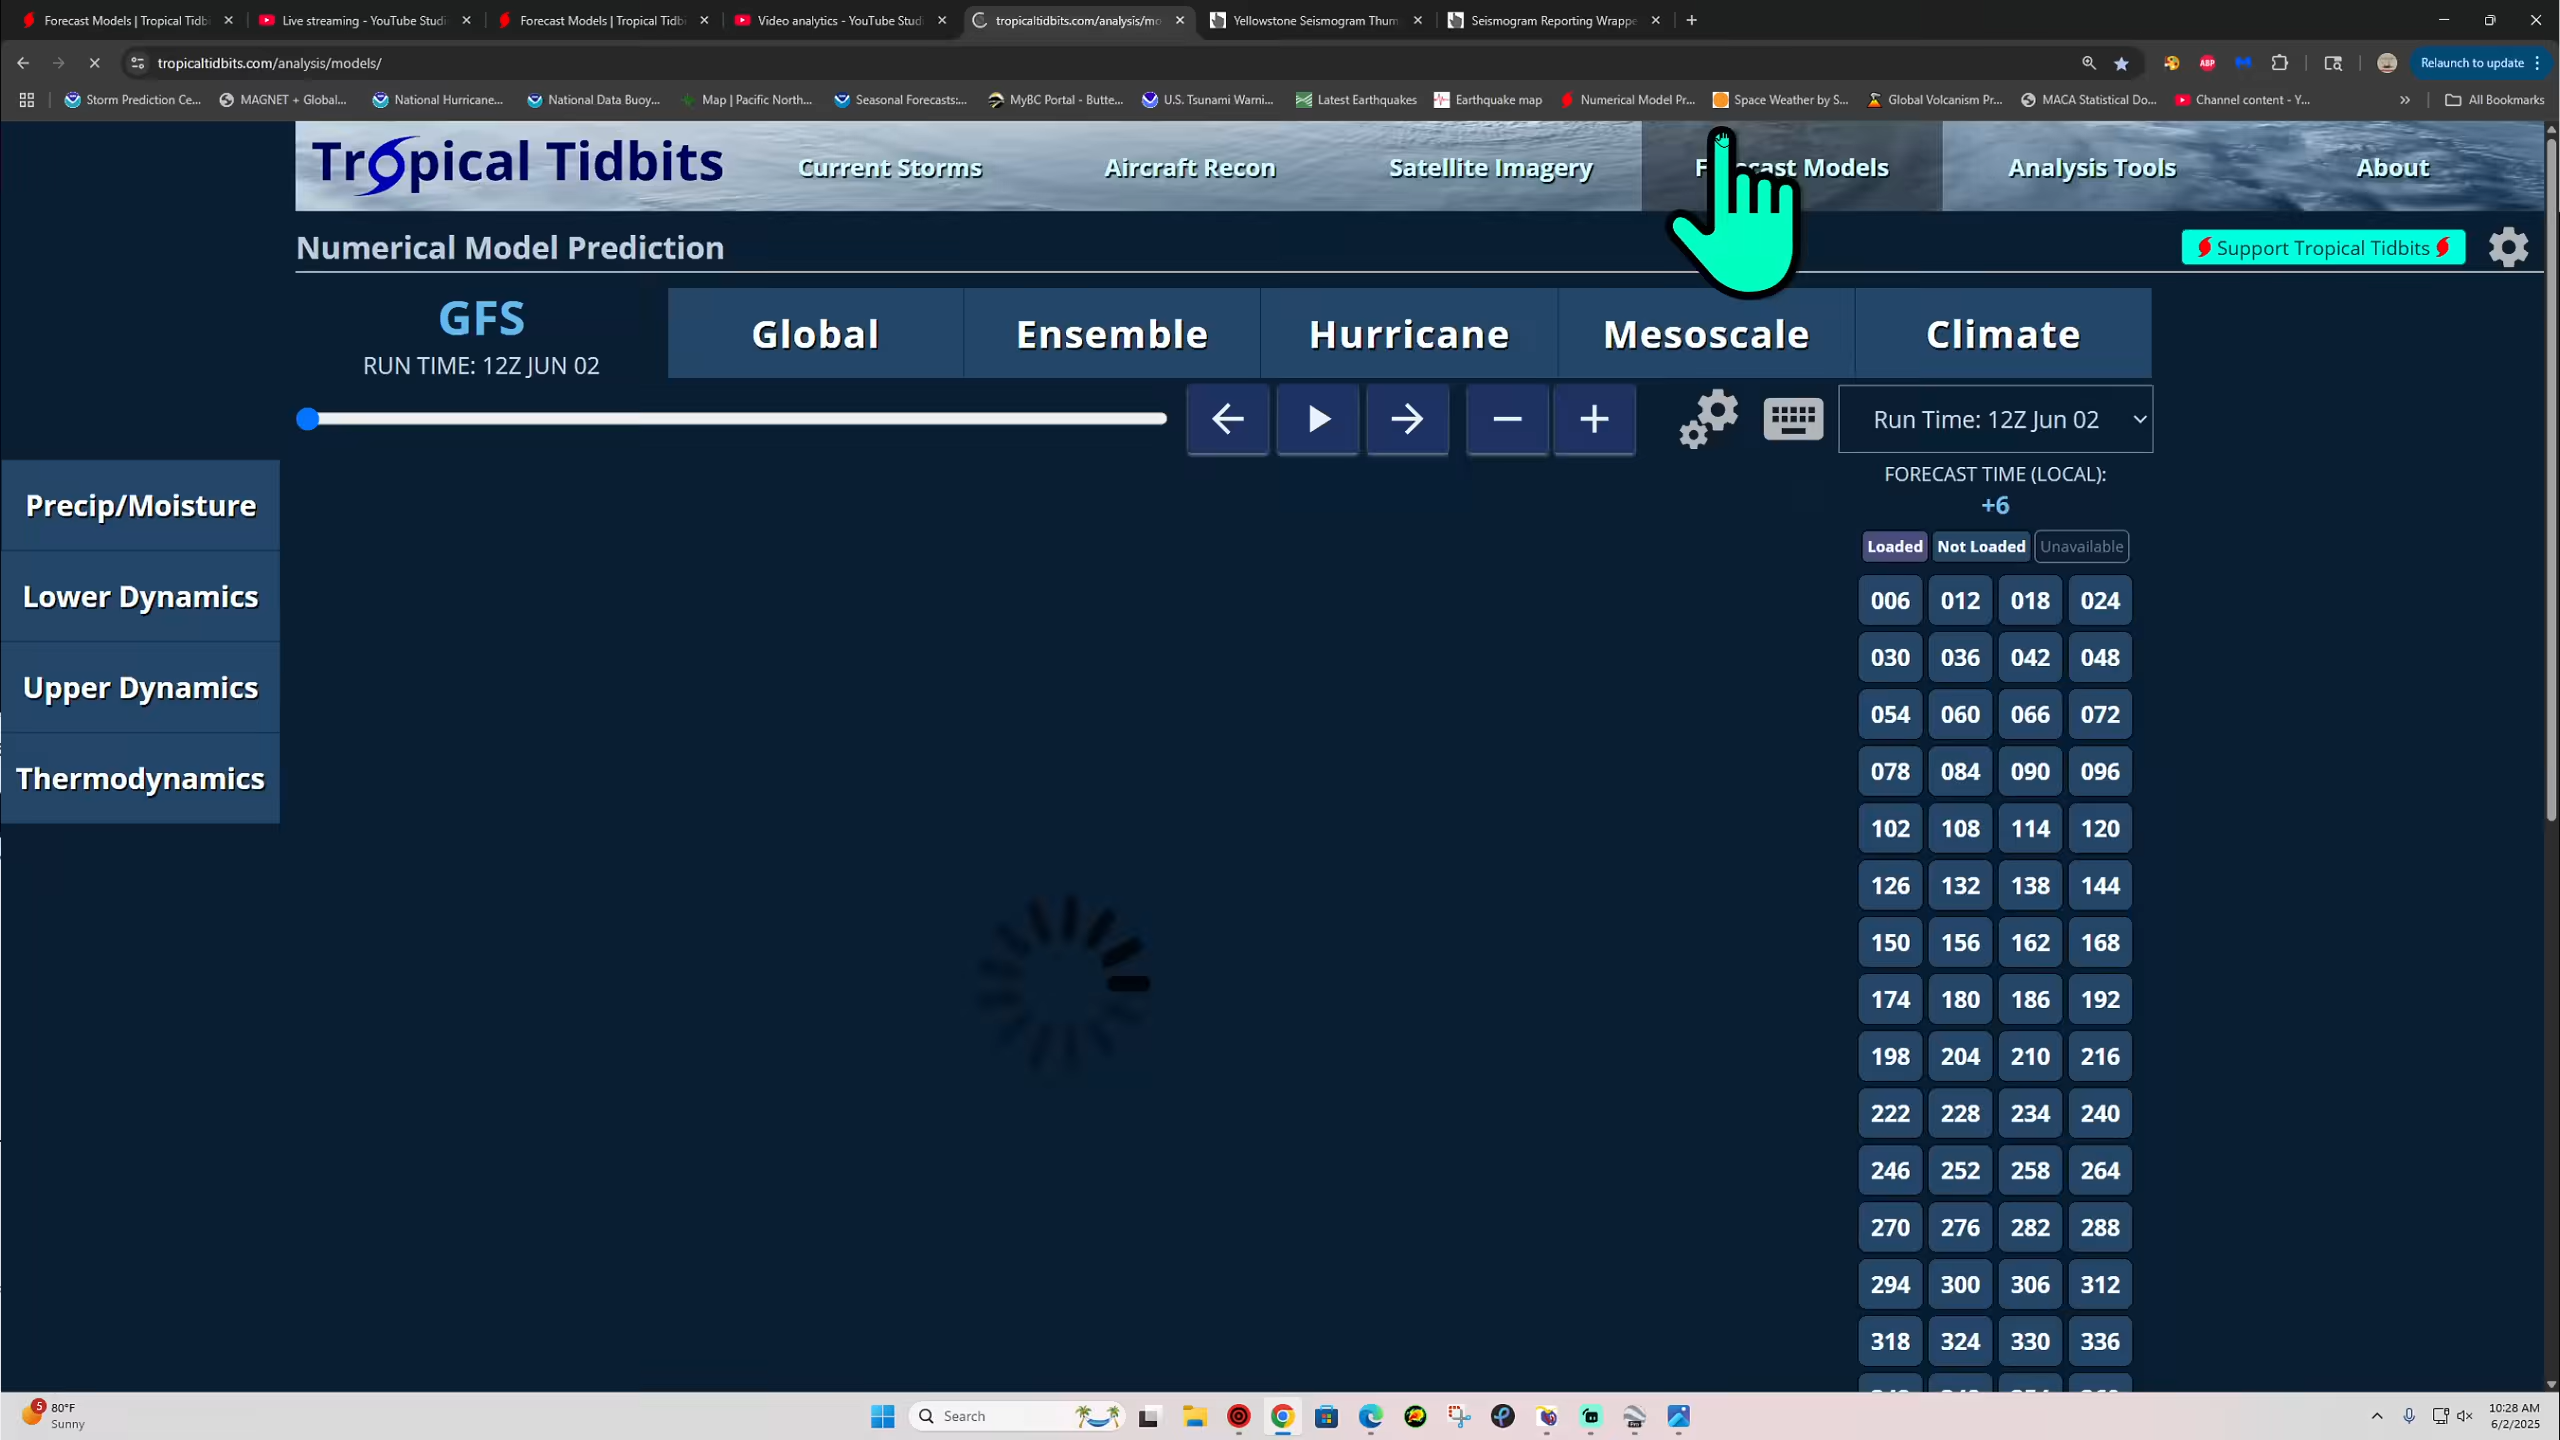 Forecast Models | Tropical Tidbi
Live streaming - YouTube Studi
Forecast Models | Tropical Tidbi
Video analytics - YouTube Studi
tropicaltidbits.com/analysis/mo
Yellowstone Seismogram Thum
Seismogram Reporting Wrappe
tropicaltidbits.com/analysis/models/
ABP
Relaunch to update
Storm Prediction Ce...
MAGNET + Global...
National Hurricane...
National Data Buoy...
Map | Pacific North...
Seasonal Forecasts:...
MyBC Portal - Butte...
U.S. Tsunami Warni...
Latest Earthquakes
Earthquake map
Numerical Model Pr...
Space Weather by S...
Global Volcanism Pr...
MACA Statistical Do...
Channel content - Y...
All Bookmarks
Tropical Tidbits
Current Storms
Aircraft Recon
Satellite Imagery
Models
Analysis Tools
About
Numerical Model Prediction
Support Tropical Tidbits
GFS
RUN TIME: 12Z JUN 02
Global
Ensemble
Hurricane
Mesoscale
Climate
Run Time: 12Z Jun 02
FORECAST TIME (LOCAL):
+6
Loaded Not Loaded Unavailable
Precip/Moisture
Lower Dynamics
Upper Dynamics
Thermodynamics
006 012 018 024
030 036 042 048
054 060 066 072
078 084 090 096
102 108 114 120
126 132 138 144
150 156 162 168
174 180 186 192
198 204 210 216
222 228 234 240
246 252 258 264
270 276 282 288
294 300 306 312
318 324 330 336
5
80°F
Sunny
Search
10:28 AM
6/2/2025